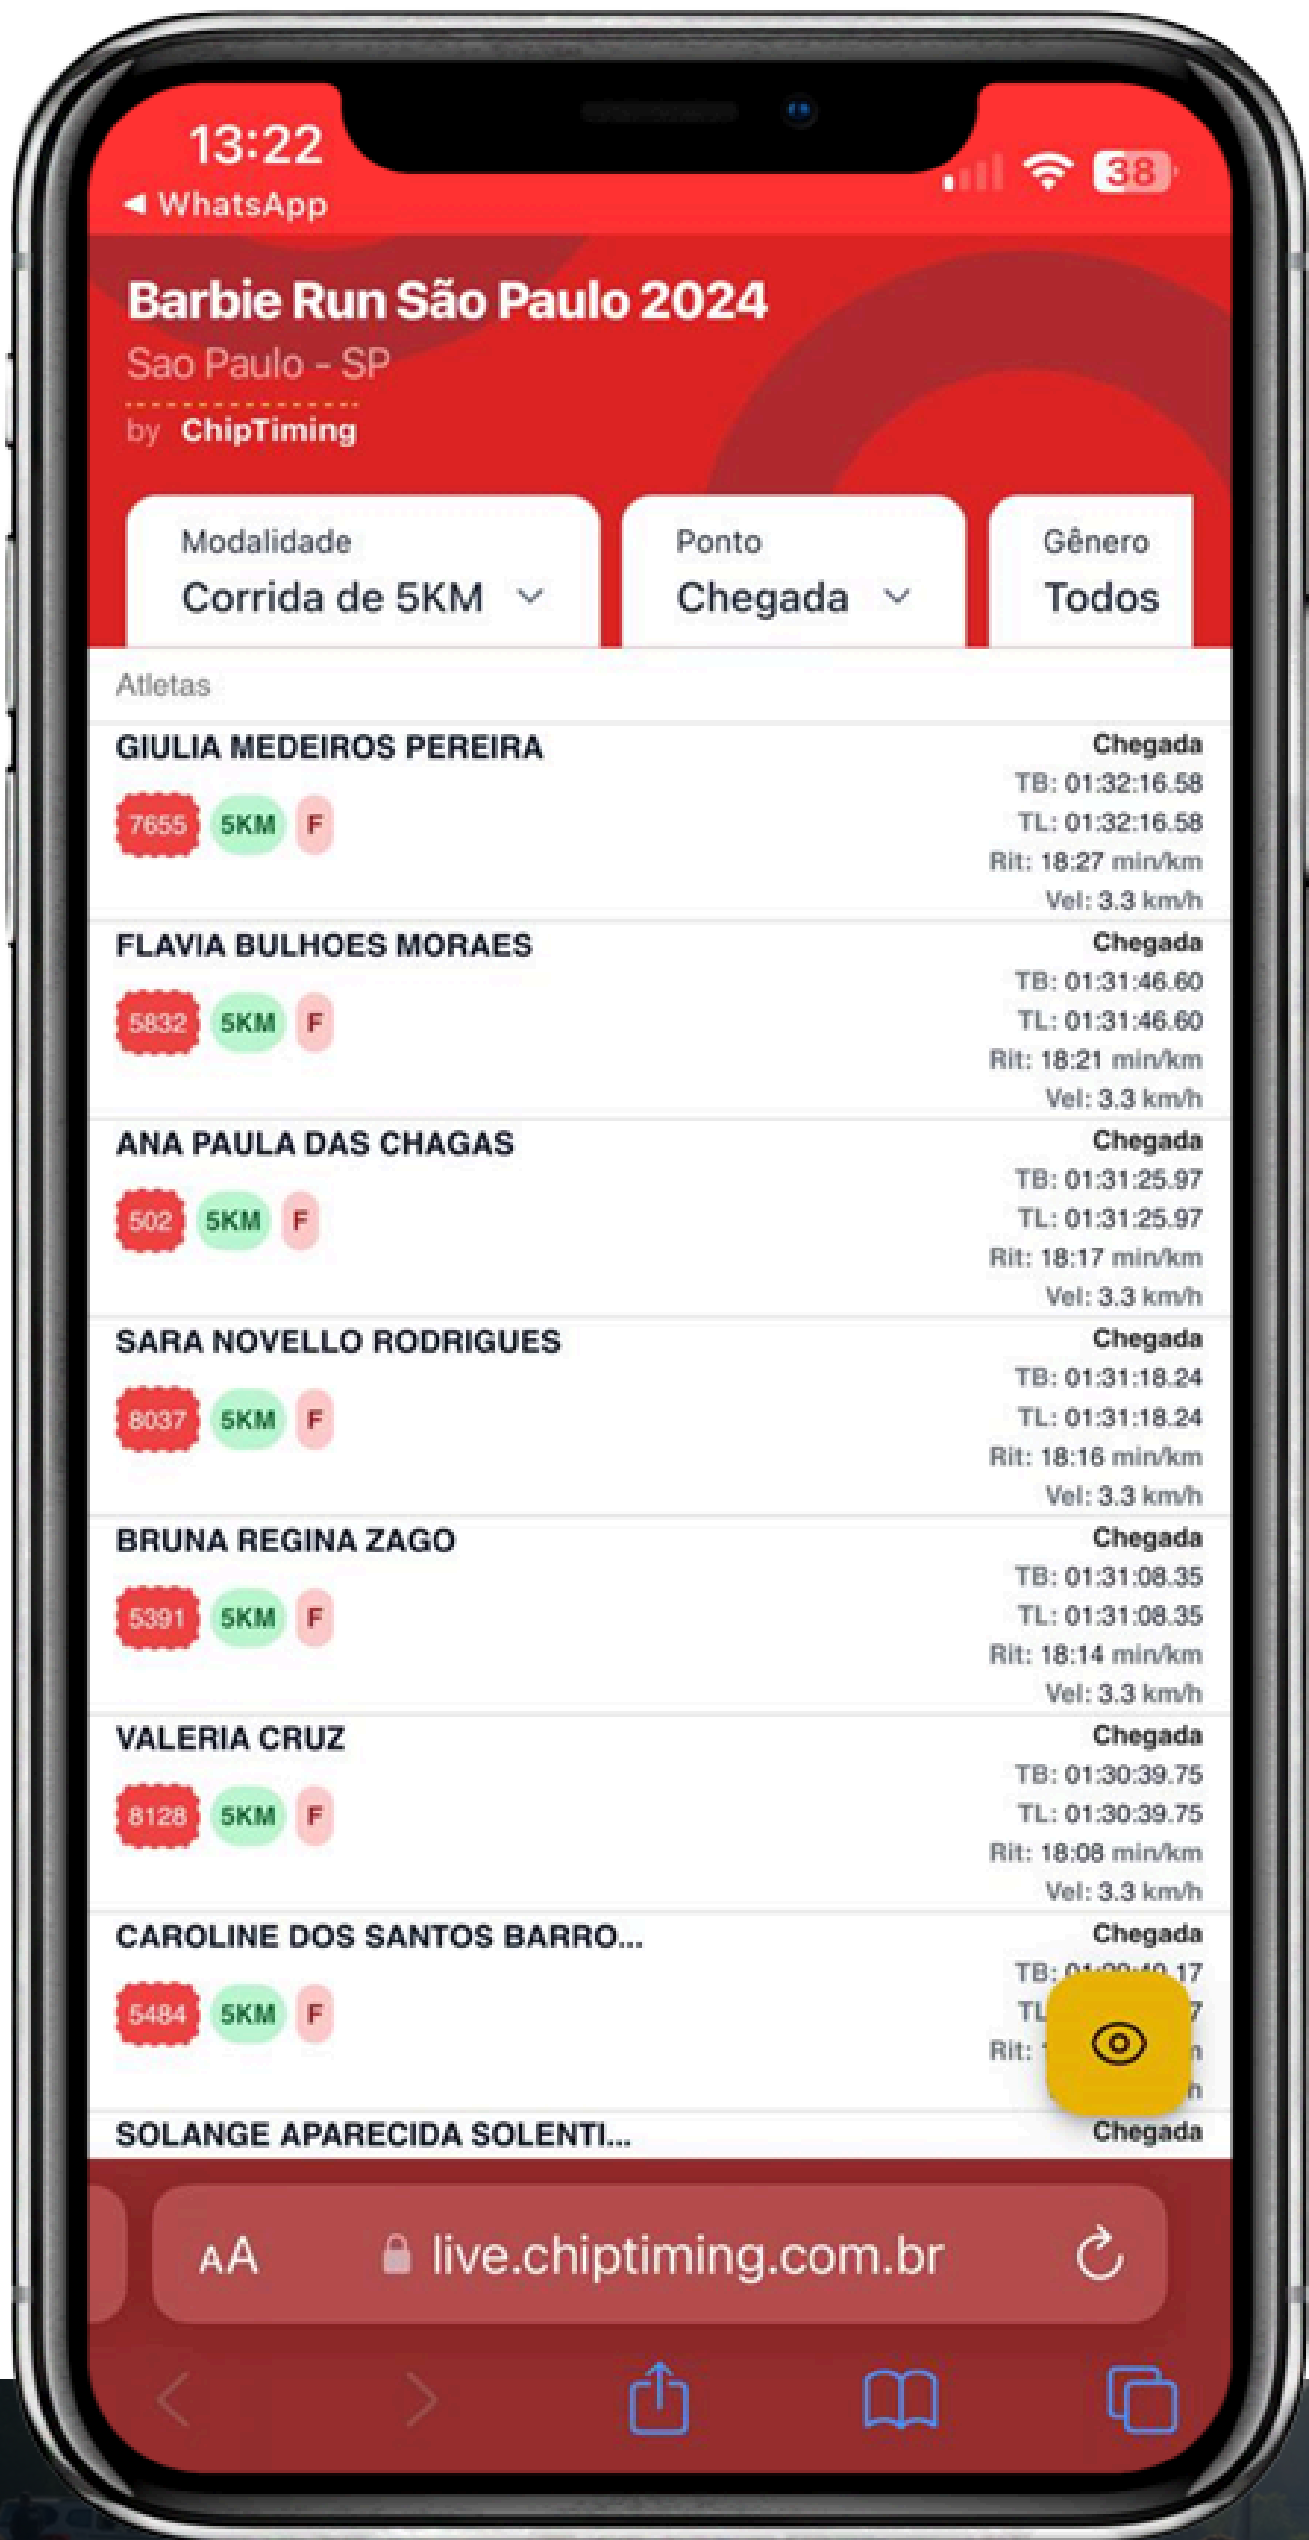 13:22
38
◀ WhatsApp
Barbie Run São Paulo 2024
Sao Paulo - SP
by ChipTiming
Modalidade
Ponto
Gênero
Corrida de 5KM
Chegada
Todos
Atletas
GIULIA MEDEIROS PEREIRA
7655 5KM F
Chegada
TB: 01:32:16.58
TL: 01:32:16.58
Rit: 18:27 min/km
Vel: 3.3 km/h
FLAVIA BULHOES MORAES
5832 5KM F
Chegada
TB: 01:31:46.60
TL: 01:31:46.60
Rit: 18:21 min/km
Vel: 3.3 km/h
ANA PAULA DAS CHAGAS
502 5KM F
Chegada
TB: 01:31:25.97
TL: 01:31:25.97
Rit: 18:17 min/km
Vel: 3.3 km/h
SARA NOVELLO RODRIGUES
8037 5KM F
Chegada
TB: 01:31:18.24
TL: 01:31:18.24
Rit: 18:16 min/km
Vel: 3.3 km/h
BRUNA REGINA ZAGO
5391 5KM F
Chegada
TB: 01:31:08.35
TL: 01:31:08.35
Rit: 18:14 min/km
Vel: 3.3 km/h
VALERIA CRUZ
8128 5KM F
Chegada
TB: 01:30:39.75
TL: 01:30:39.75
Rit: 18:08 min/km
Vel: 3.3 km/h
CAROLINE DOS SANTOS BARRO...
5484 5KM F
Chegada
TB:
TL
Rit:
SOLANGE APARECIDA SOLENTI...
Chegada
AA live.chiptiming.com.br